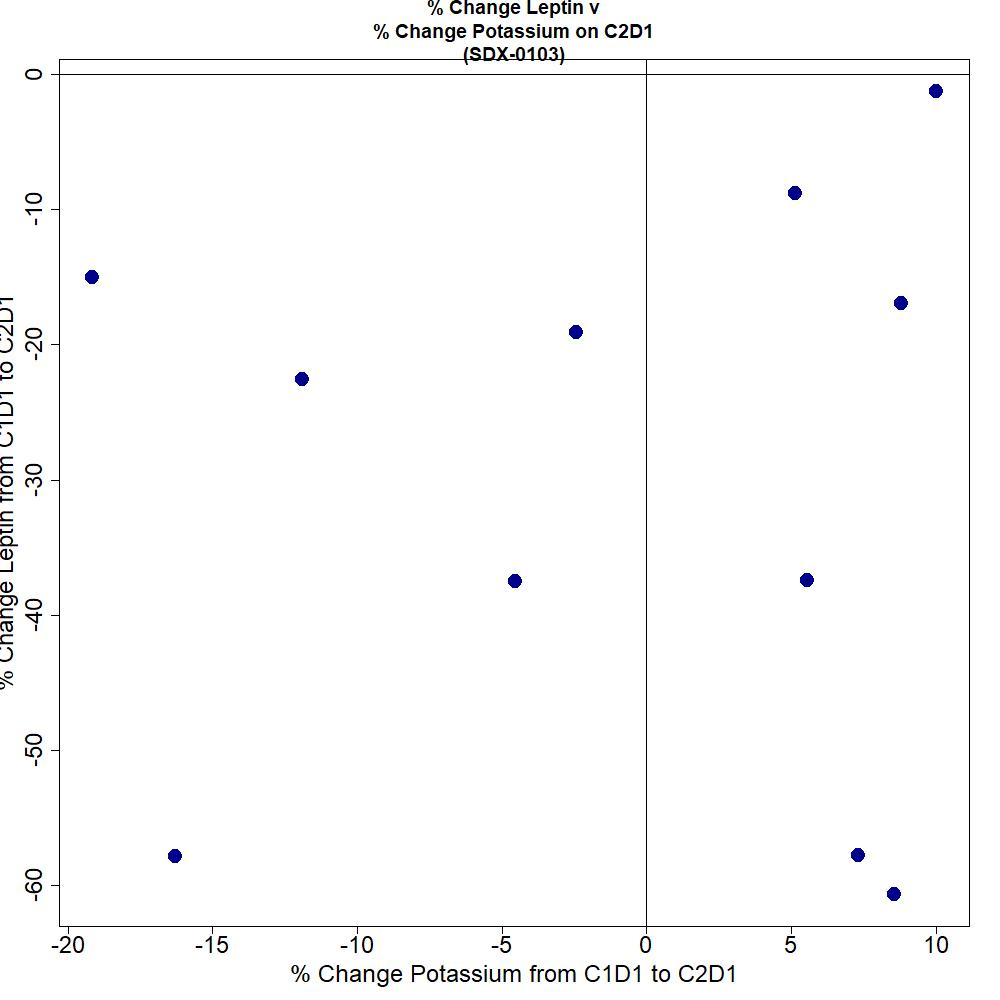 % Change Leptin v
% Change Potassium on C2D1
(SDX-0103)
% Change Leptin from C1D1 to C2D1
0
-10
-20
-30
-40
-50
-60
-20
-15
-10
-5
0
5
10
% Change Potassium from C1D1 to C2D1